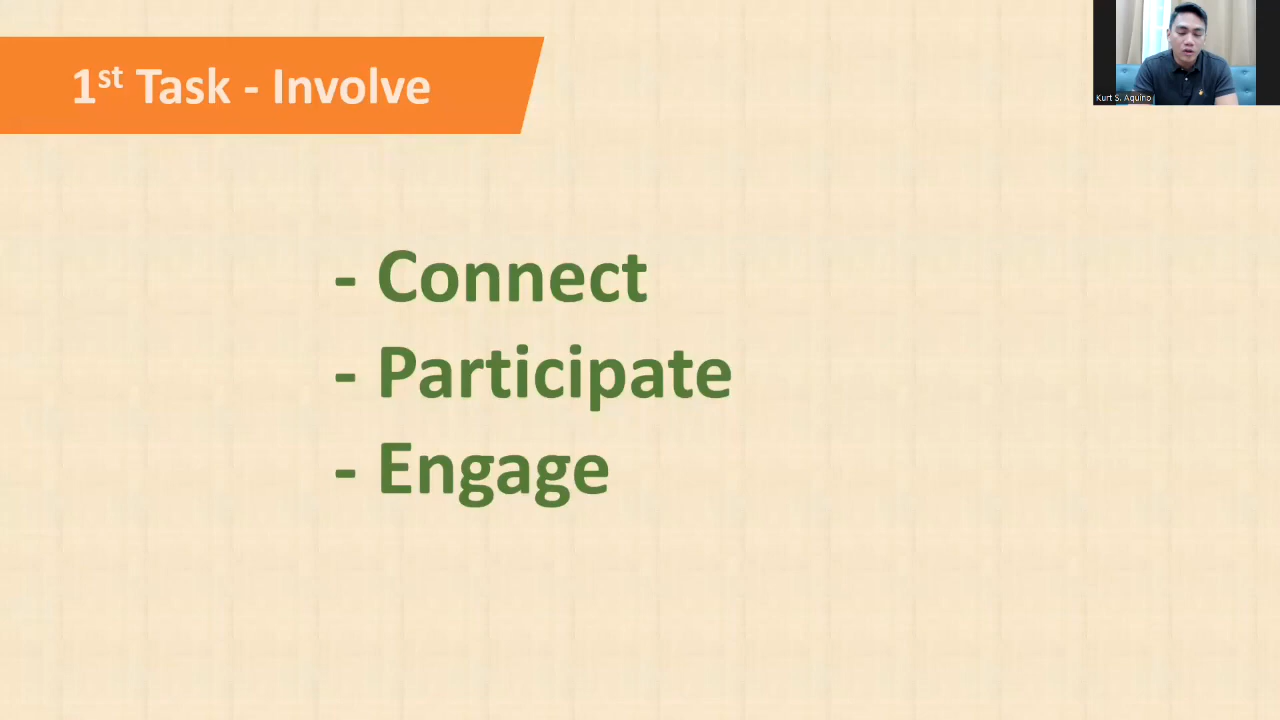 1st Task - Involve
Kurt S. Aquino
- Connect
- Participate
- Engage